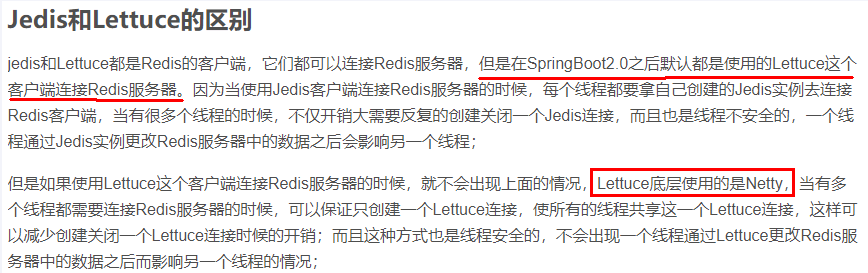 Jedis和Lettuce的区别
jedis和Lettuce都是Redis的客户端，它们都可以连接Redis服务器，但是在SpringBoot2.0之后默认都是使用的Lettuce这个
客户端连接Redis服务器。因为当使用Jedis客户端连接Redis服务器的时候，每个线程都要拿自己创建的Jedis实例去连接
Redis客户端，当有很多个线程的时候，不仅开销大需要反复的创建关闭一个Jedis连接，而且也是线程不安全的，一个线
程通过Jedis实例更改Redis服务器中的数据之后会影响另一个线程；
但是如果使用Lettuce这个客户端连接Redis服务器的时候，就不会出现上面的情况，Lettuce底层使用的是Netty，当有多
个线程都需要连接Redis服务器的时候，可以保证只创建一个Lettuce连接，使所有的线程共享这一个Lettuce连接，这样可
以减少创建关闭一个Lettuce连接时候的开销；而且这种方式也是线程安全的，不会出现一个线程通过Lettuce更改Redis服
务器中的数据之后而影响另一个线程的情况；